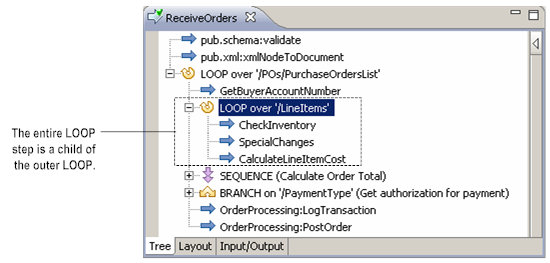 ReceiveOrders
pub.schema:validate
pub.xml:xmlNodeToDocument
LOOP over '/POs/PurchaseOrdersList'
GetBuyerAccountNumber
LOOP over '/LineItems'
CheckInventory
SpecialChanges
CalculateLineItemCost
SEQUENCE (Calculate Order Total)
BRANCH on '/PaymentType' (Get authorization for payment)
OrderProcessing:LogTransaction
OrderProcessing:PostOrder
Tree Layout Input/Output
The entire LOOP
step is a child of
the outer LOOP.